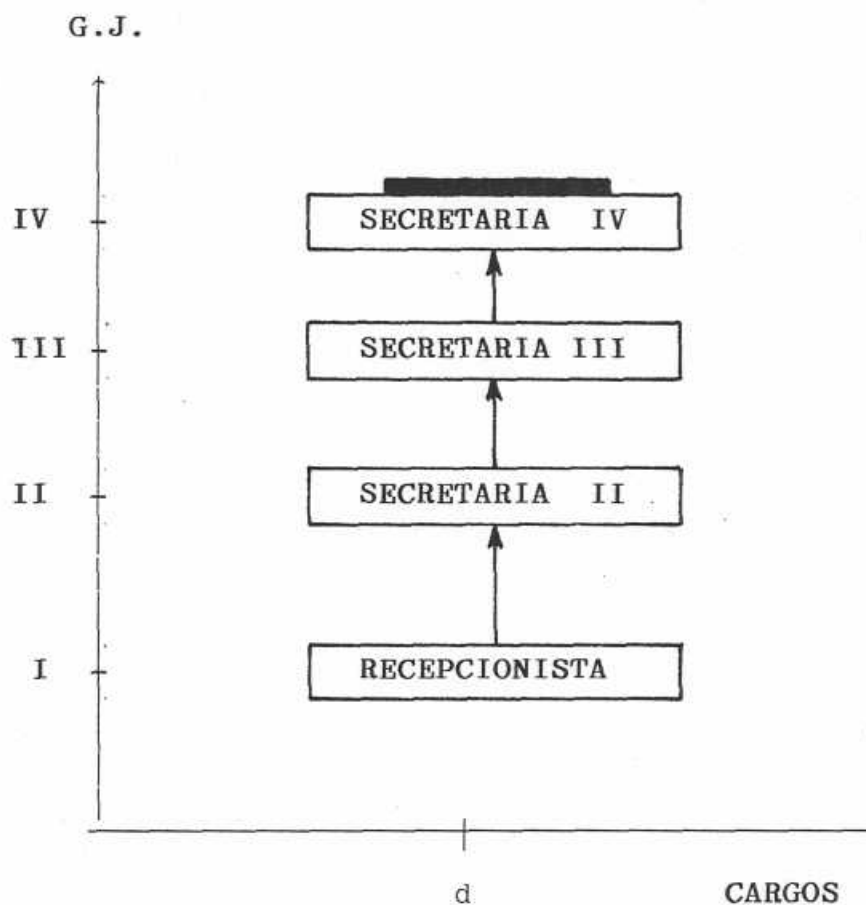 G.J.
IV
SECRETARIA IV
III
SECRETARIA III
II
SECRETARIA II
I
RECEPCIONISTA
d
CARGOS